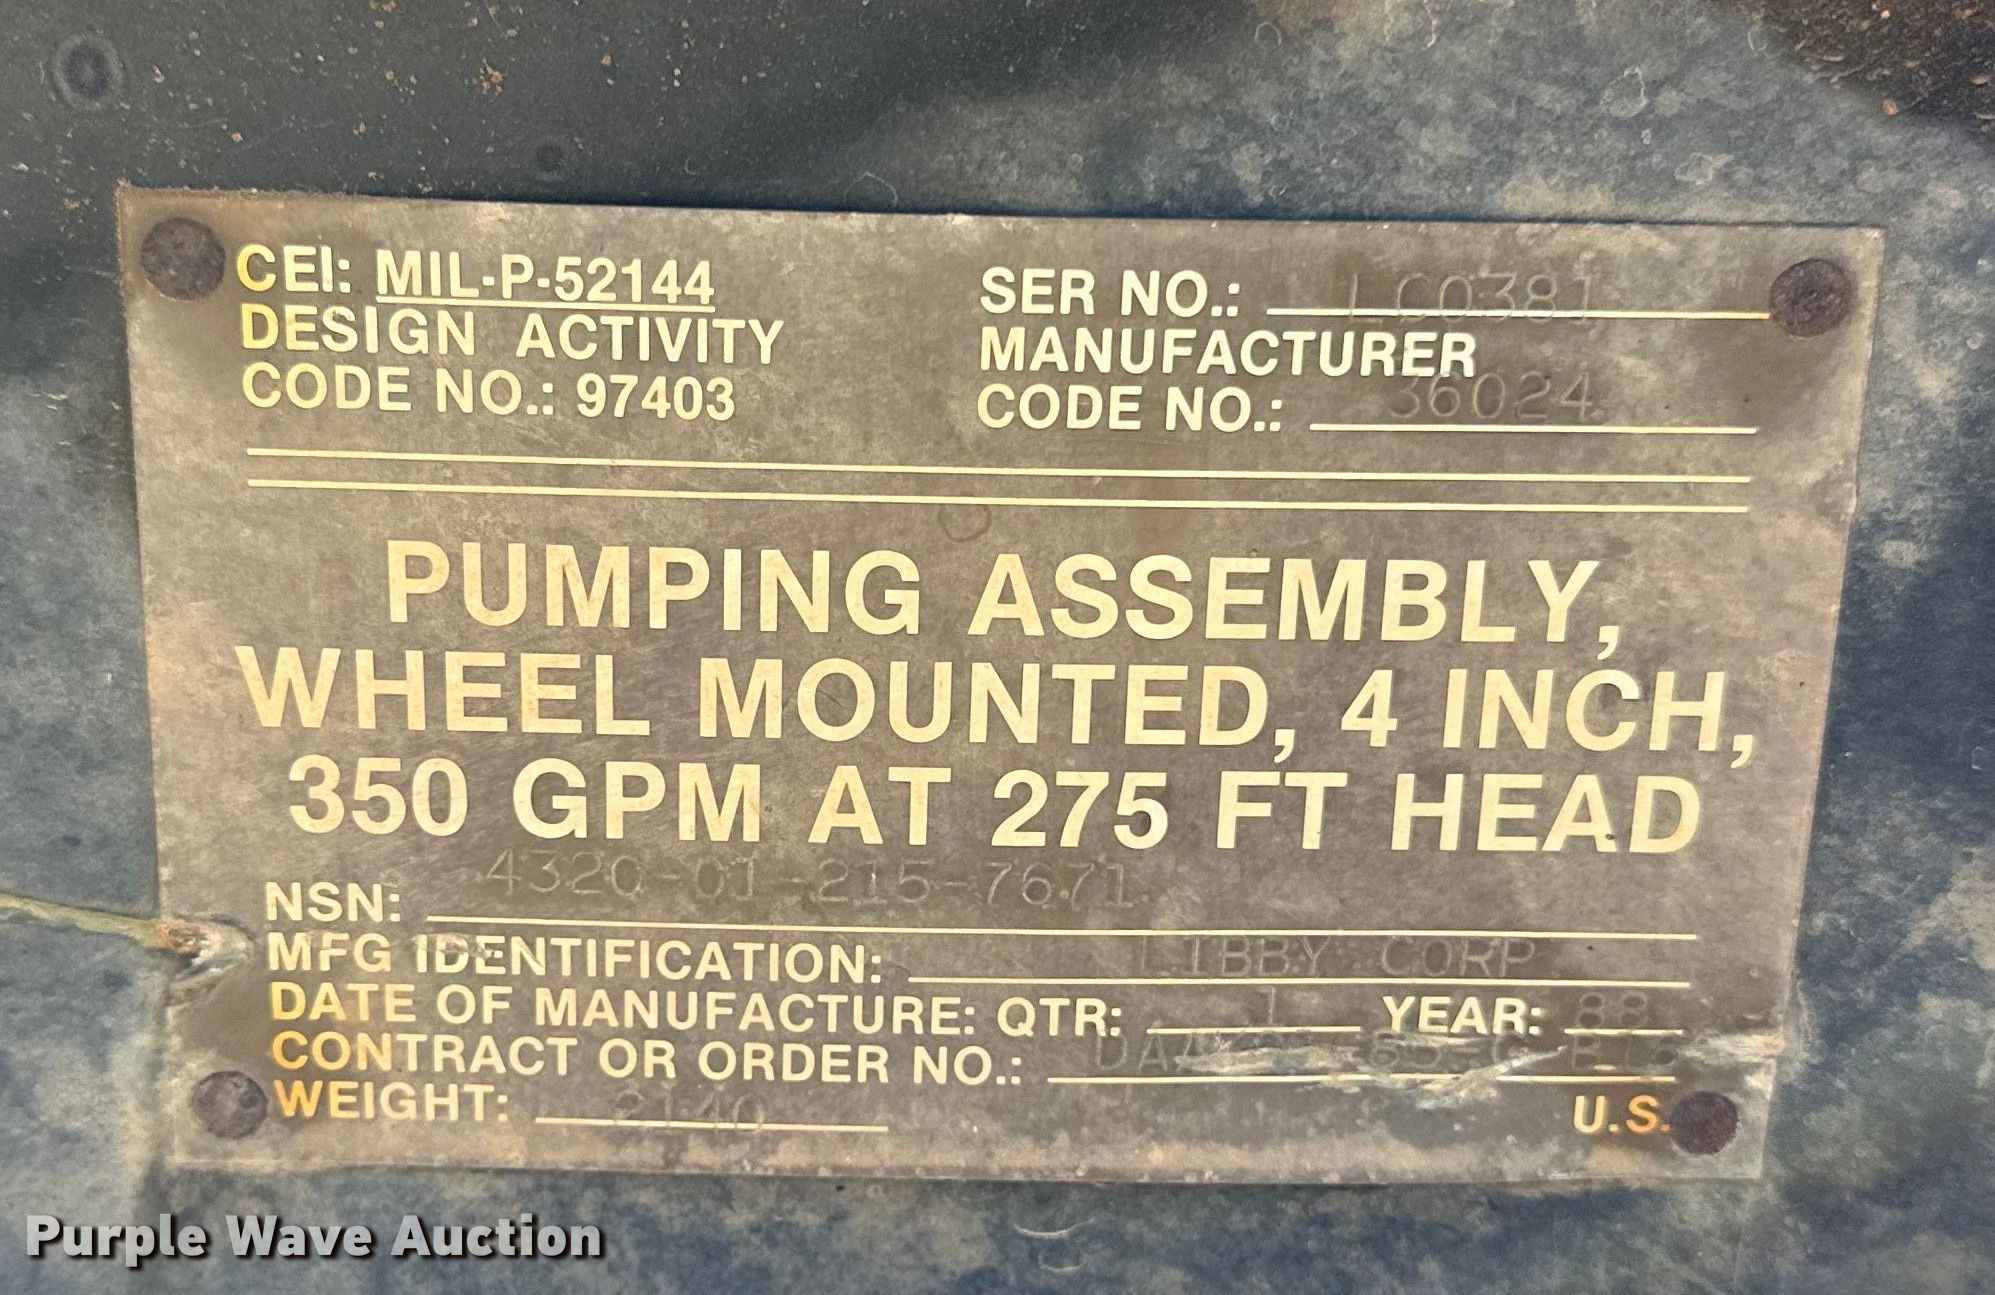 CEI: MIL-P-52144
DESIGN ACTIVITY
CODE NO.: 97403
SER NO.: LC0381
MANUFACTURER
CODE NO.: 36024
PUMPING ASSEMBLY,
WHEEL MOUNTED, 4 INCH,
350 GPM AT 275 FT HEAD
NSN: 4320-01-215-7671
MFG IDENTIFICATION: LIBBY CORP
DATE OF MANUFACTURE: QTR: 1 YEAR: 88
CONTRACT OR ORDER NO.:
WEIGHT: 2140
U.S.
Purple Wave Auction